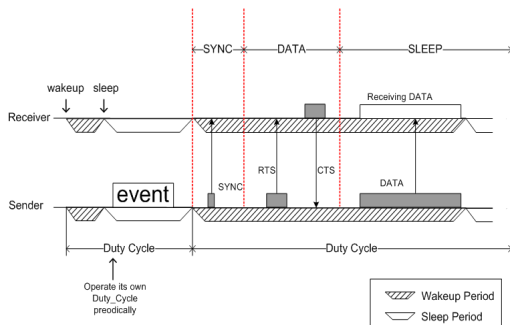 SYNC DATA SLEEP
wakeup sleep
Receiving DATA
Receiver
RTS CTS
SYNC DATA
event
Sender
Duty Cycle Duty Cycle
Operate its own
Duty_Cycle
preodically
Wakeup Period
Sleep Period